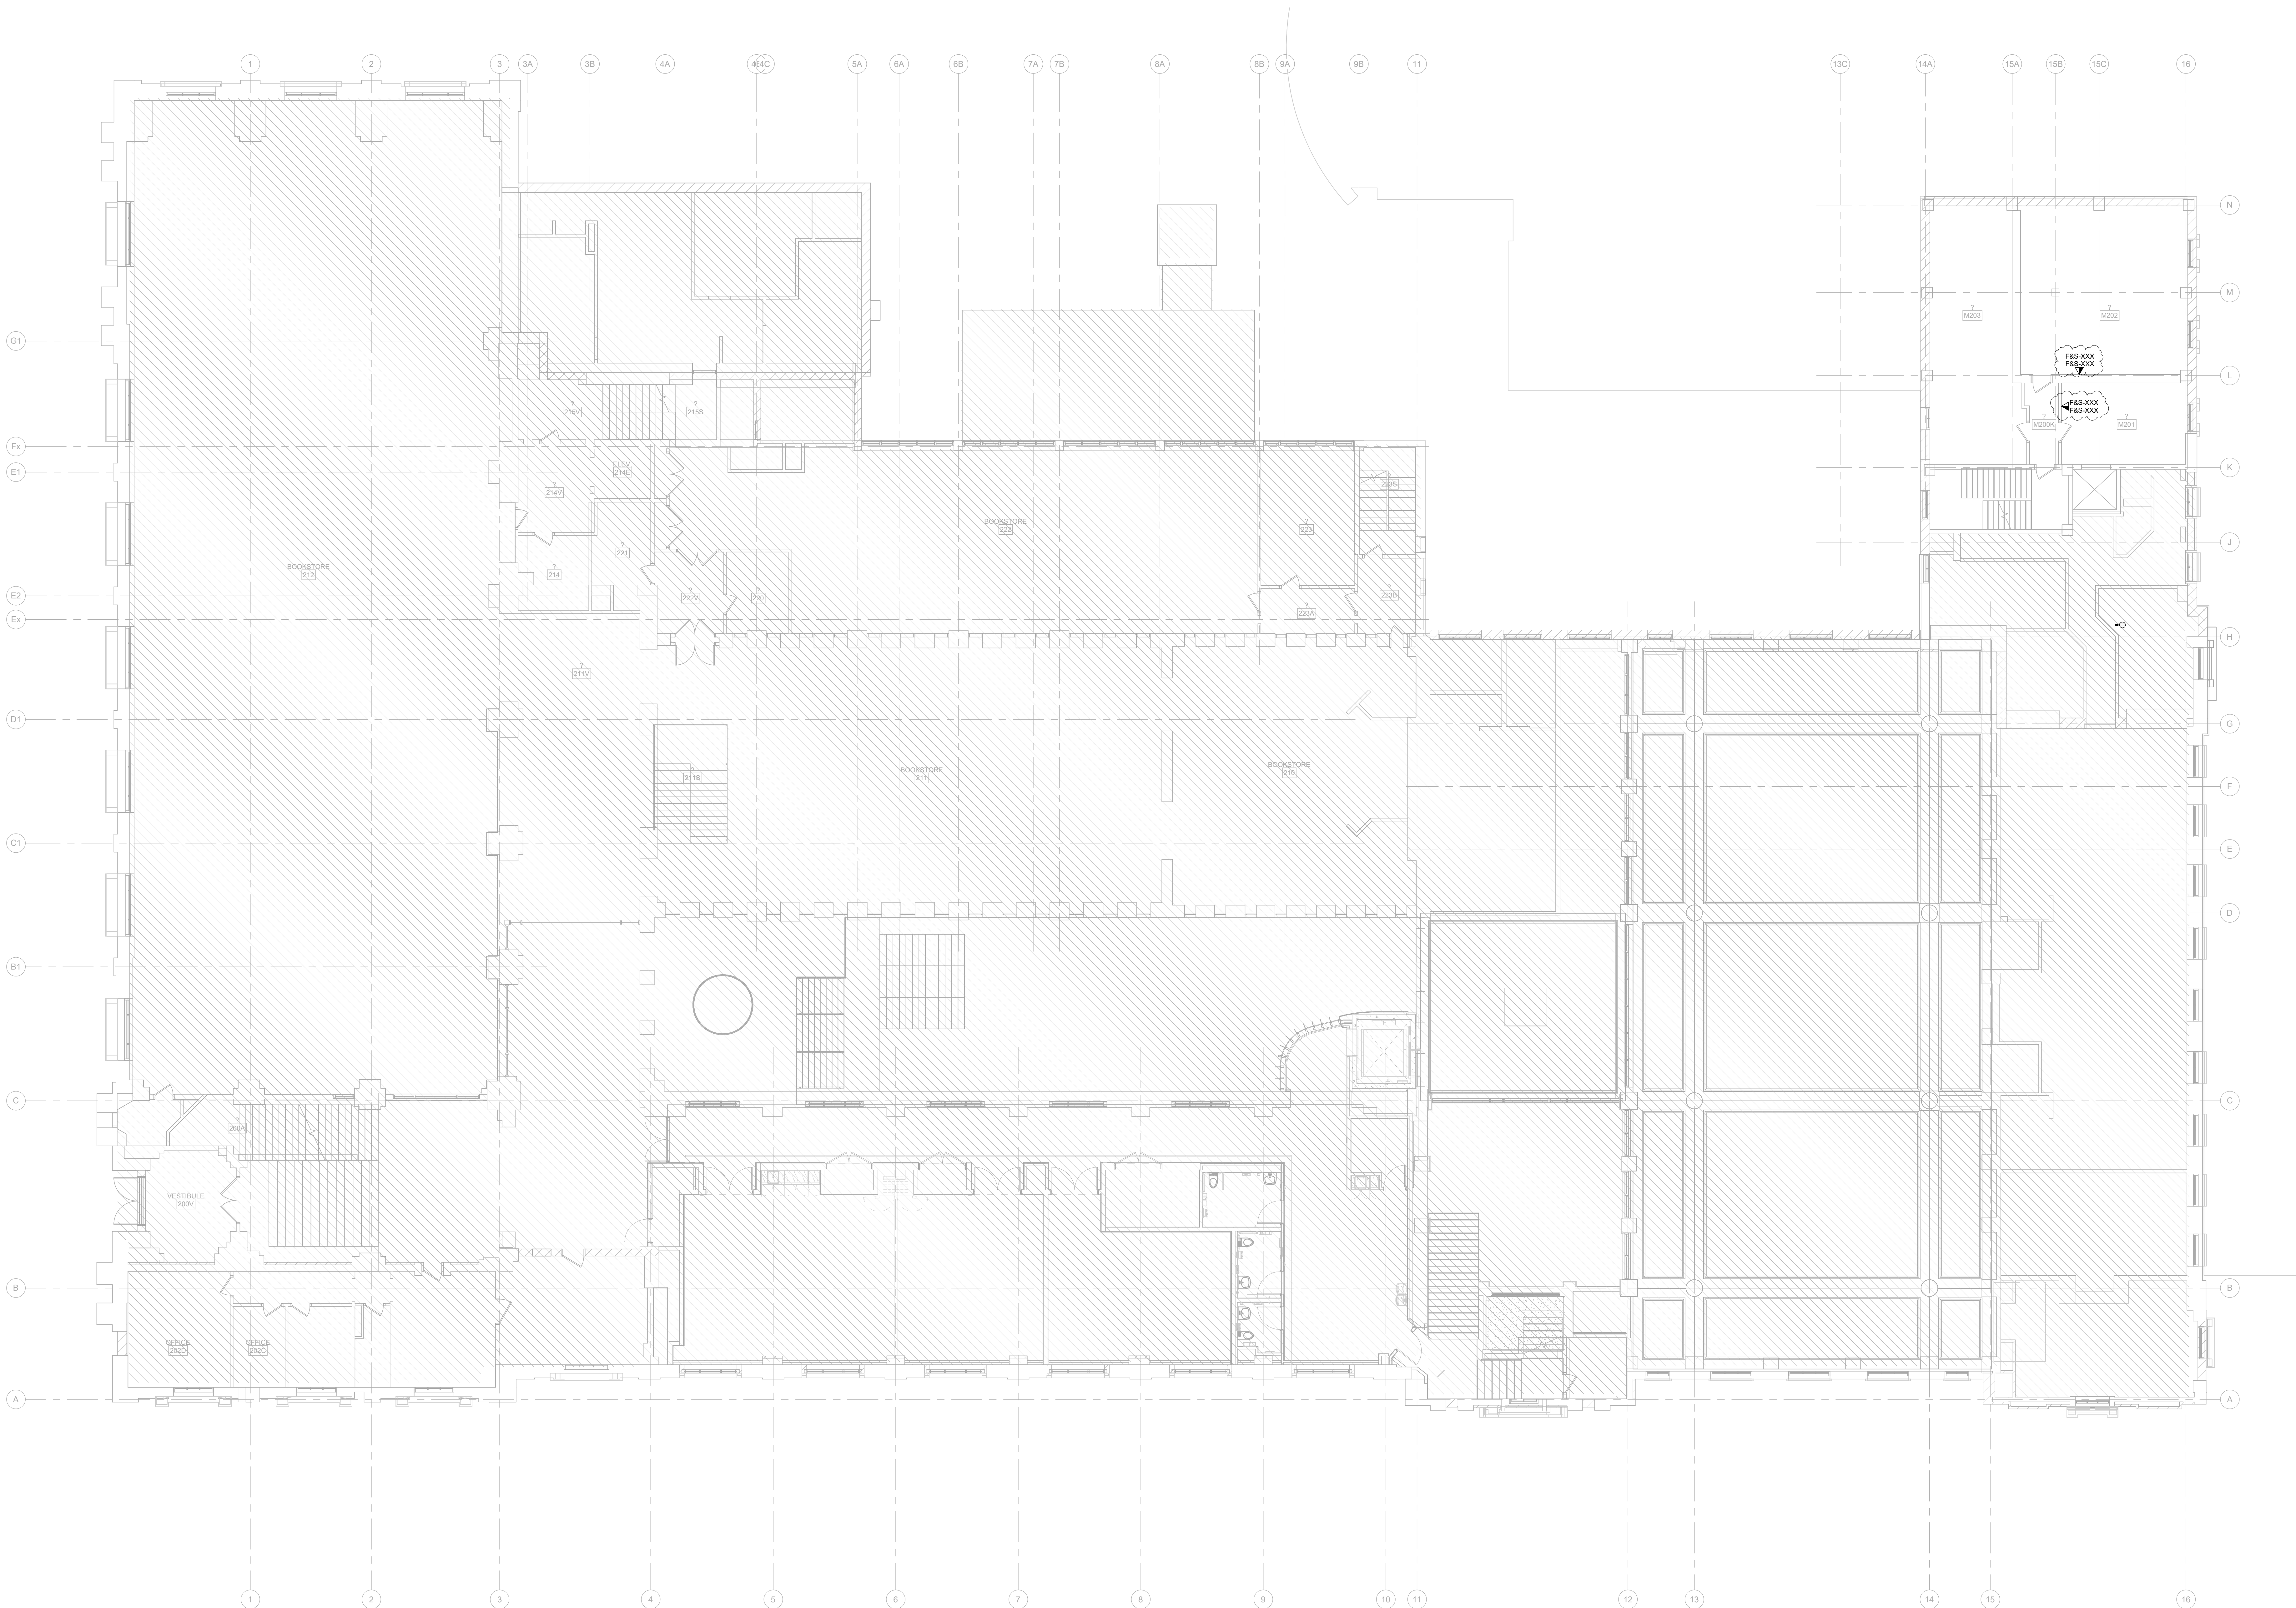 1
2
3
3A
3B
4A
4C
5A
6A
6B
7A
7B
8A
8B
9A
9B
11
13C
14A
15A
15B
15C
16
N
M
?
M203
?
M202
G1
F&S-XXX
F&S-XXX
L
F&S-XXX
F&S-XXX
?
215V
?
215S
?
M200K
?
M201
Fx
E1
K
ELEV.
214E
?
214V
BOOKSTORE
222
?
223
?
221
J
BOOKSTORE
212
?
214
E2
?
222V
?
220
?
223B
Ex
?
223A
H
?
211V
D1
G
BOOKSTORE
211
BOOKSTORE
210
F
C1
E
D
B1
C
C
200A
VESTIBULE
200V
B
B
OFFICE
202D
OFFICE
202C
A
A
1
2
3
4
5
6
7
8
9
10
11
12
13
14
15
16